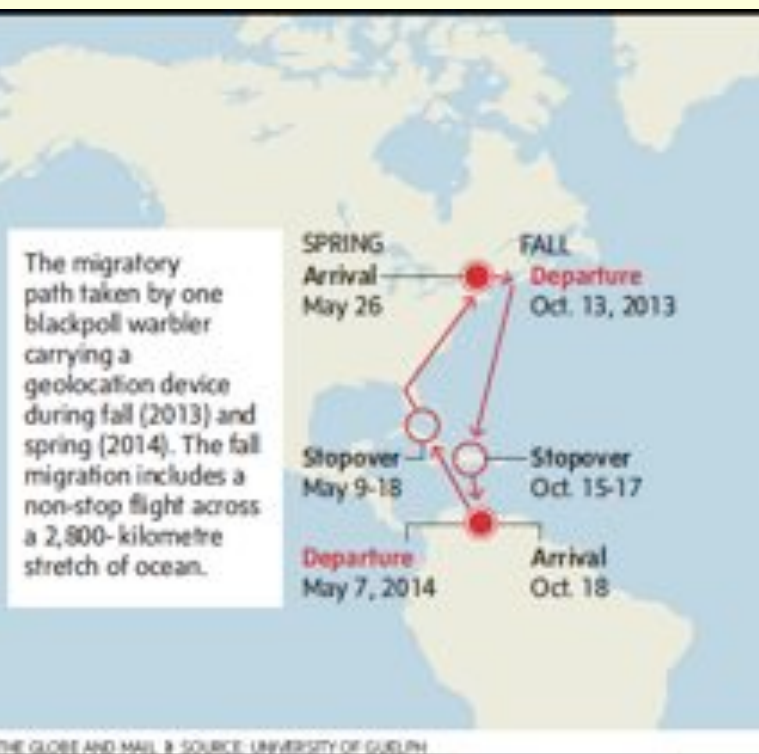 The migratory
path taken by one
blackpoll warbler
carrying a
geolocation device
during fall (2013) and
spring (2014). The fall
migration includes a
non-stop flight across
a 2,800- kilometre
stretch of ocean.
SPRING
Arrival
May 26
FALL
Departure
Oct. 13, 2013
Stopover
May 9-18
Stopover
Oct. 15-17
Departure
May 7, 2014
Arrival
Oct. 18
THE GLOBE AND MAIL SOURCE: UNIVERSITY OF GUELPH